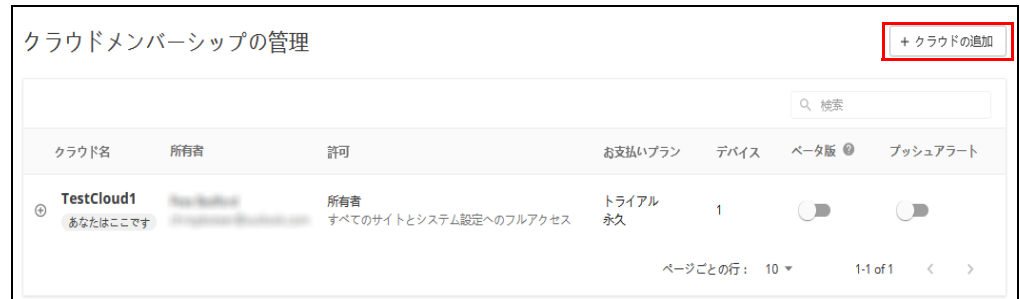 クラウドメンバーシップの管理
+ クラウドの追加
検索
クラウド名 所有者 許可 お支払いプラン デバイス ベータ版 ? プッシュアラート
TestCloud1 所有者 トライアル
あなたはここです すべてのサイトとシステム設定へのフルアクセス 永久 1
ページごとの行： 10 1-1 of 1